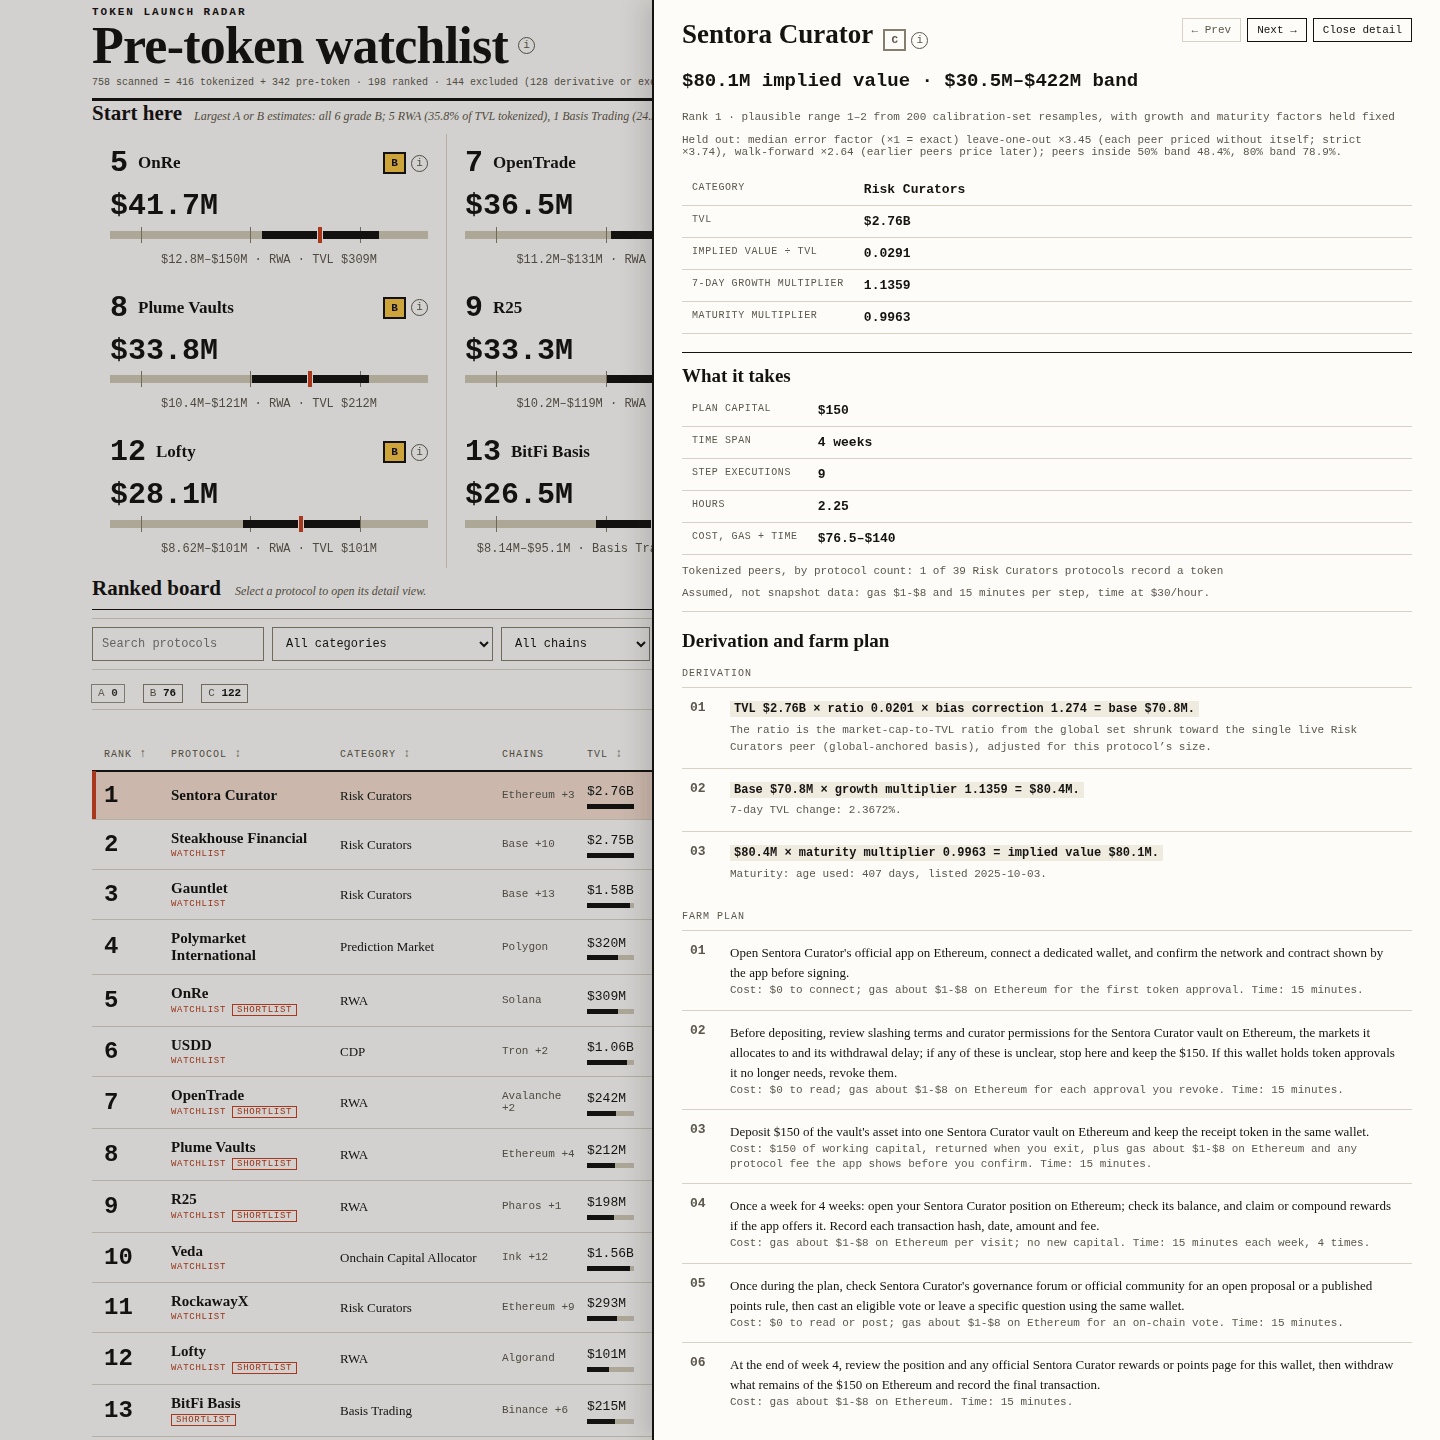 TOKEN LAUNCH RADAR
Pre-token watchlist i
758 scanned = 416 tokenized + 342 pre-token · 198 ranked · 144 excluded (128 derivative or exc
Start here Largest A or B estimates: all 6 grade B; 5 RWA (35.8% of TVL tokenized), 1 Basis Trading (24.
5 OnRe B i
$41.7M
$12.8M–$150M · RWA · TVL $309M
7 OpenTrade
$36.5M
$11.2M–$131M · RWA
8 Plume Vaults B i
$33.8M
$10.4M–$121M · RWA · TVL $212M
9 R25
$33.3M
$10.2M–$119M · RWA
12 Lofty B i
$28.1M
$8.62M–$101M · RWA · TVL $101M
13 BitFi Basis
$26.5M
$8.14M–$95.1M · Basis Tra
Ranked board Select a protocol to open its detail view.
Search protocols All categories All chains
A 0 B 76 C 122
RANK ↑ PROTOCOL ↕ CATEGORY ↕ CHAINS TVL ↕
1 Sentora Curator Risk Curators Ethereum +3 $2.76B
2 Steakhouse Financial Risk Curators Base +10 $2.75B
WATCHLIST
3 Gauntlet Risk Curators Base +13 $1.58B
WATCHLIST
4 Polymarket International Prediction Market Polygon $320M
5 OnRe RWA Solana $309M
WATCHLIST SHORTLIST
6 USDD CDP Tron +2 $1.06B
WATCHLIST
7 OpenTrade RWA Avalanche +2 $242M
WATCHLIST SHORTLIST
8 Plume Vaults RWA Ethereum +4 $212M
WATCHLIST SHORTLIST
9 R25 RWA Pharos +1 $198M
WATCHLIST SHORTLIST
10 Veda Onchain Capital Allocator Ink +12 $1.56B
WATCHLIST
11 RockawayX Risk Curators Ethereum +9 $293M
WATCHLIST
12 Lofty RWA Algorand $101M
WATCHLIST SHORTLIST
13 BitFi Basis Basis Trading Binance +6 $215M
SHORTLIST
Sentora Curator C i
← Prev Next → Close detail
$80.1M implied value · $30.5M–$422M band
Rank 1 · plausible range 1–2 from 200 calibration-set resamples, with growth and maturity factors held fixed
Held out: median error factor (×1 = exact) leave-one-out ×3.45 (each peer priced without itself; strict
×3.74), walk-forward ×2.64 (earlier peers price later); peers inside 50% band 48.4%, 80% band 78.9%.
CATEGORY Risk Curators
TVL $2.76B
IMPLIED VALUE ÷ TVL 0.0291
7-DAY GROWTH MULTIPLIER 1.1359
MATURITY MULTIPLIER 0.9963
What it takes
PLAN CAPITAL $150
TIME SPAN 4 weeks
STEP EXECUTIONS 9
HOURS 2.25
COST, GAS + TIME $76.5–$140
Tokenized peers, by protocol count: 1 of 39 Risk Curators protocols record a token
Assumed, not snapshot data: gas $1-$8 and 15 minutes per step, time at $30/hour.
Derivation and farm plan
DERIVATION
01 TVL $2.76B × ratio 0.0201 × bias correction 1.274 = base $70.8M.
The ratio is the market-cap-to-TVL ratio from the global set shrunk toward the single live Risk
Curators peer (global-anchored basis), adjusted for this protocol’s size.
02 Base $70.8M × growth multiplier 1.1359 = $80.4M.
7-day TVL change: 2.3672%.
03 $80.4M × maturity multiplier 0.9963 = implied value $80.1M.
Maturity: age used: 407 days, listed 2025-10-03.
FARM PLAN
01 Open Sentora Curator's official app on Ethereum, connect a dedicated wallet, and confirm the network and contract shown by
the app before signing.
Cost: $0 to connect; gas about $1-$8 on Ethereum for the first token approval. Time: 15 minutes.
02 Before depositing, review slashing terms and curator permissions for the Sentora Curator vault on Ethereum, the markets it
allocates to and its withdrawal delay; if any of these is unclear, stop here and keep the $150. If this wallet holds token approvals
it no longer needs, revoke them.
Cost: $0 to read; gas about $1-$8 on Ethereum for each approval you revoke. Time: 15 minutes.
03 Deposit $150 of the vault's asset into one Sentora Curator vault on Ethereum and keep the receipt token in the same wallet.
Cost: $150 of working capital, returned when you exit, plus gas about $1-$8 on Ethereum and any
protocol fee the app shows before you confirm. Time: 15 minutes.
04 Once a week for 4 weeks: open your Sentora Curator position on Ethereum; check its balance, and claim or compound rewards
if the app offers it. Record each transaction hash, date, amount and fee.
Cost: gas about $1-$8 on Ethereum per visit; no new capital. Time: 15 minutes each week, 4 times.
05 Once during the plan, check Sentora Curator's governance forum or official community for an open proposal or a published
points rule, then cast an eligible vote or leave a specific question using the same wallet.
Cost: $0 to read or post; gas about $1-$8 on Ethereum for an on-chain vote. Time: 15 minutes.
06 At the end of week 4, review the position and any official Sentora Curator rewards or points page for this wallet, then withdraw
what remains of the $150 on Ethereum and record the final transaction.
Cost: gas about $1-$8 on Ethereum. Time: 15 minutes.